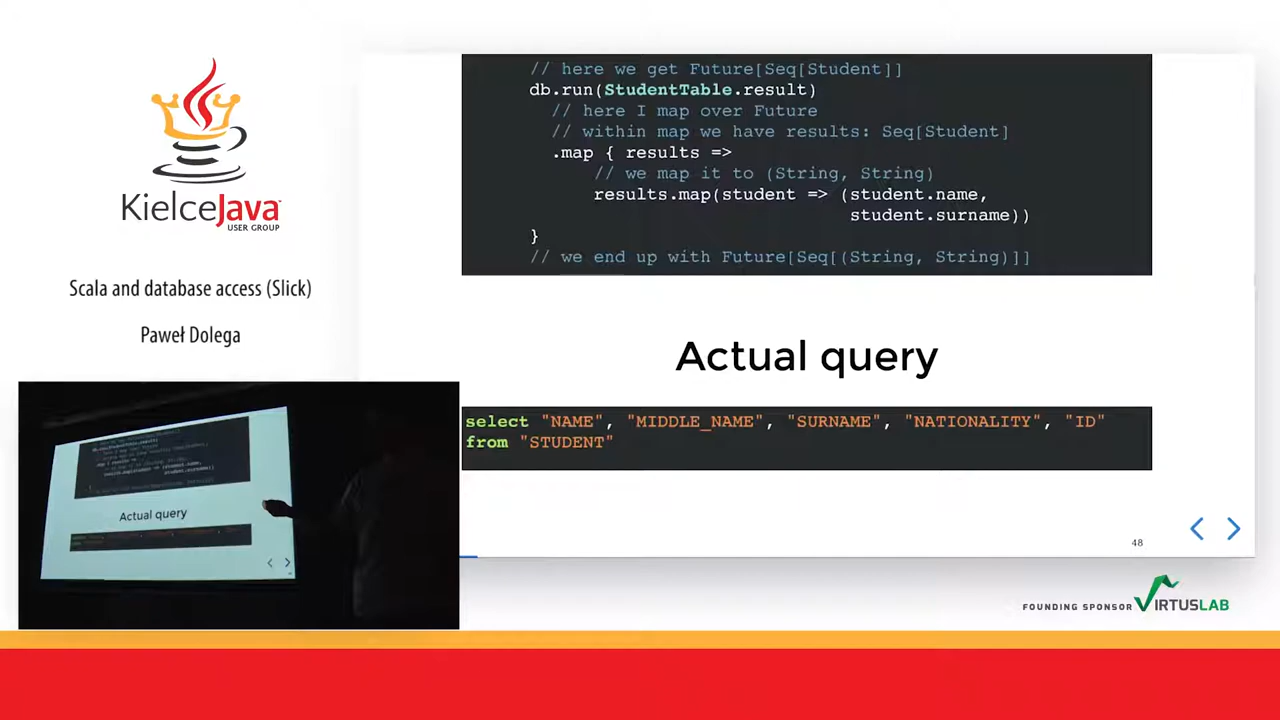 KielceJava
USER GROUP
Scala and database access (Slick)
Paweł Dolega
// here we get Future[Seq[Student]]
db.run(StudentTable.result)
// here I map over Future
// within map we have results: Seq[Student]
.map { results =>
// we map it to (String, String)
results.map(student => (student.name,
student.surname))
}
// we end up with Future[Seq[(String, String)]]
Actual query
select "NAME", "MIDDLE_NAME", "SURNAME", "NATIONALITY", "ID"
from "STUDENT"
48
Actual query
FOUNDING SPONSOR VIRTUSLAB